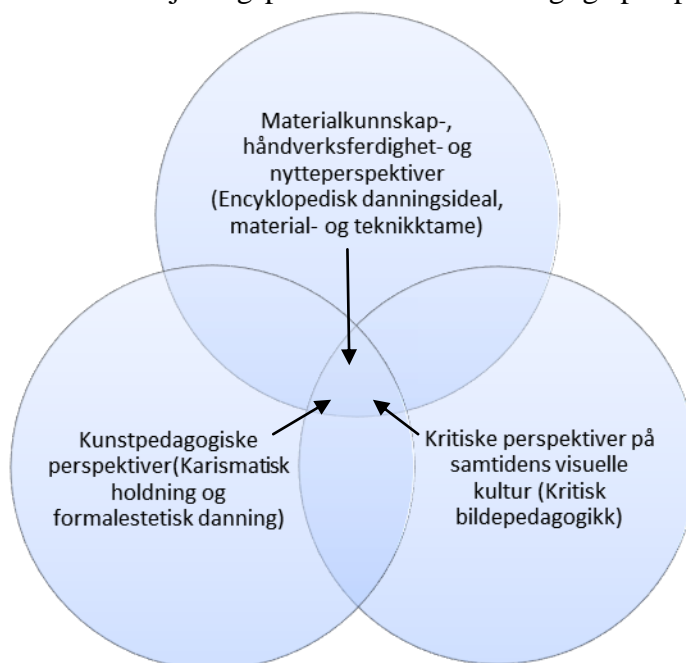 Materialkunnskap-,
håndverksferdighet- og
nytteperspektiver
(Encyklopedisk danningsideal,
material- og teknikktame)
Kunstpedagogiske
perspektiver(Karismatisk
holdning og
formalestetisk danning)
Kritiske perspektiver på
samtidens visuelle
kultur (Kritisk
bildepedagogikk)